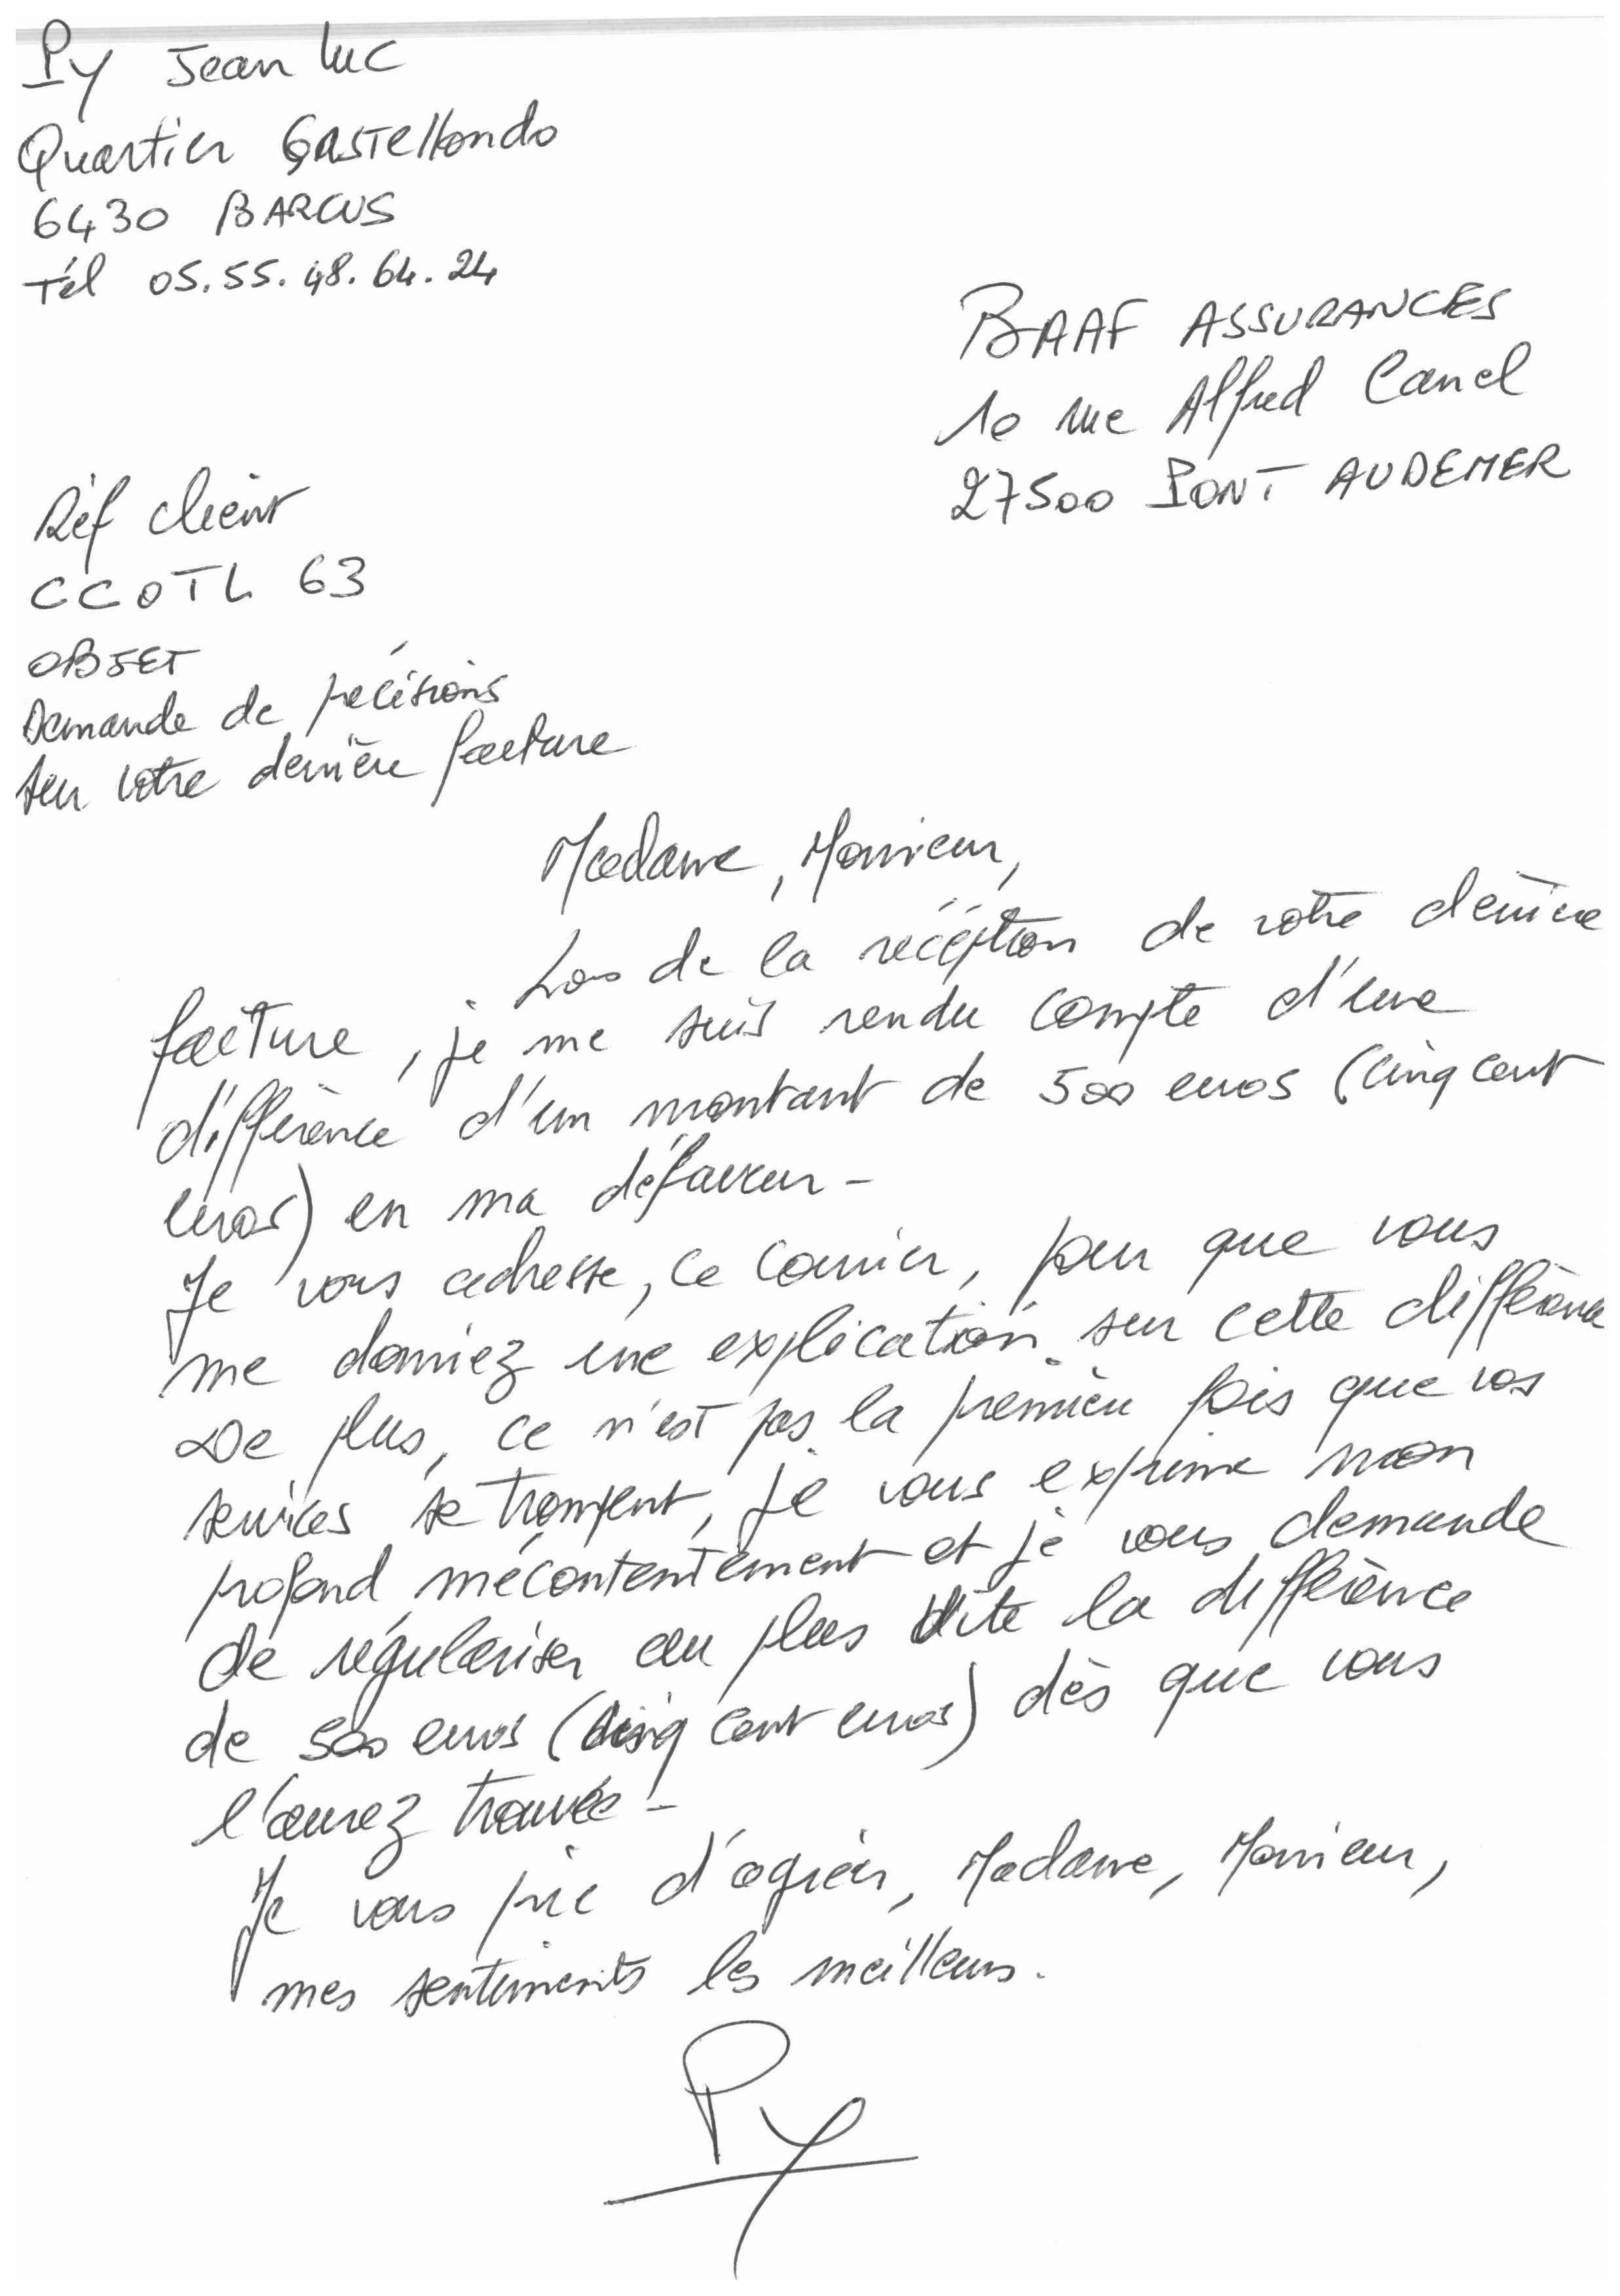 Py Jean Luc
Quartier Gastellondo
6430 BARCUS
Tél 05.55.48.64.24
BAAF ASSURANCES
10 rue Alfred Canel
27500 PONT AUDEMER
Réf client
CCOTL 63
OBJET
Demande de précisions
sur votre dernière facture
Madame, Monsieur,
Lors de la réception de votre dernière
facture, je me suis rendu compte d'une
différence d'un montant de 500 euros (cinq cent
euros) en ma défaveur -
Je vous adresse, ce courrier, pour que vous
me donniez une explication sur cette différence.
De plus, ce n'est pas la première fois que vos
services se trompent, je vous exprime mon
profond mécontentement et je vous demande
de régulariser au plus vite la différence
de 500 euros (cinq cent euros) dès que vous
l'aurez trouvée -
Je vous prie d'agréer, Madame, Monsieur,
mes sentiments les meilleurs.
Py